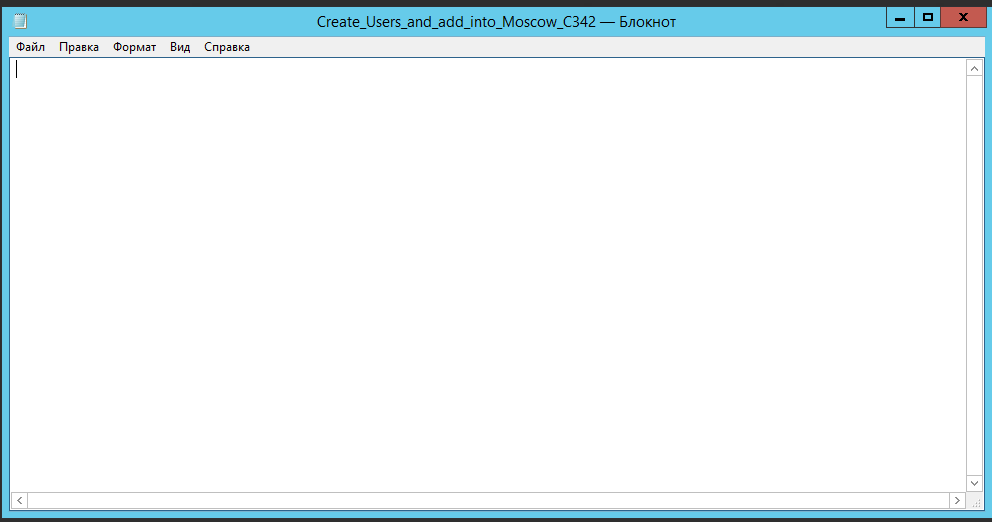 Create_Users_and_add_into_Moscow_C342 — Блокнот
Файл Правка Формат Вид Справка